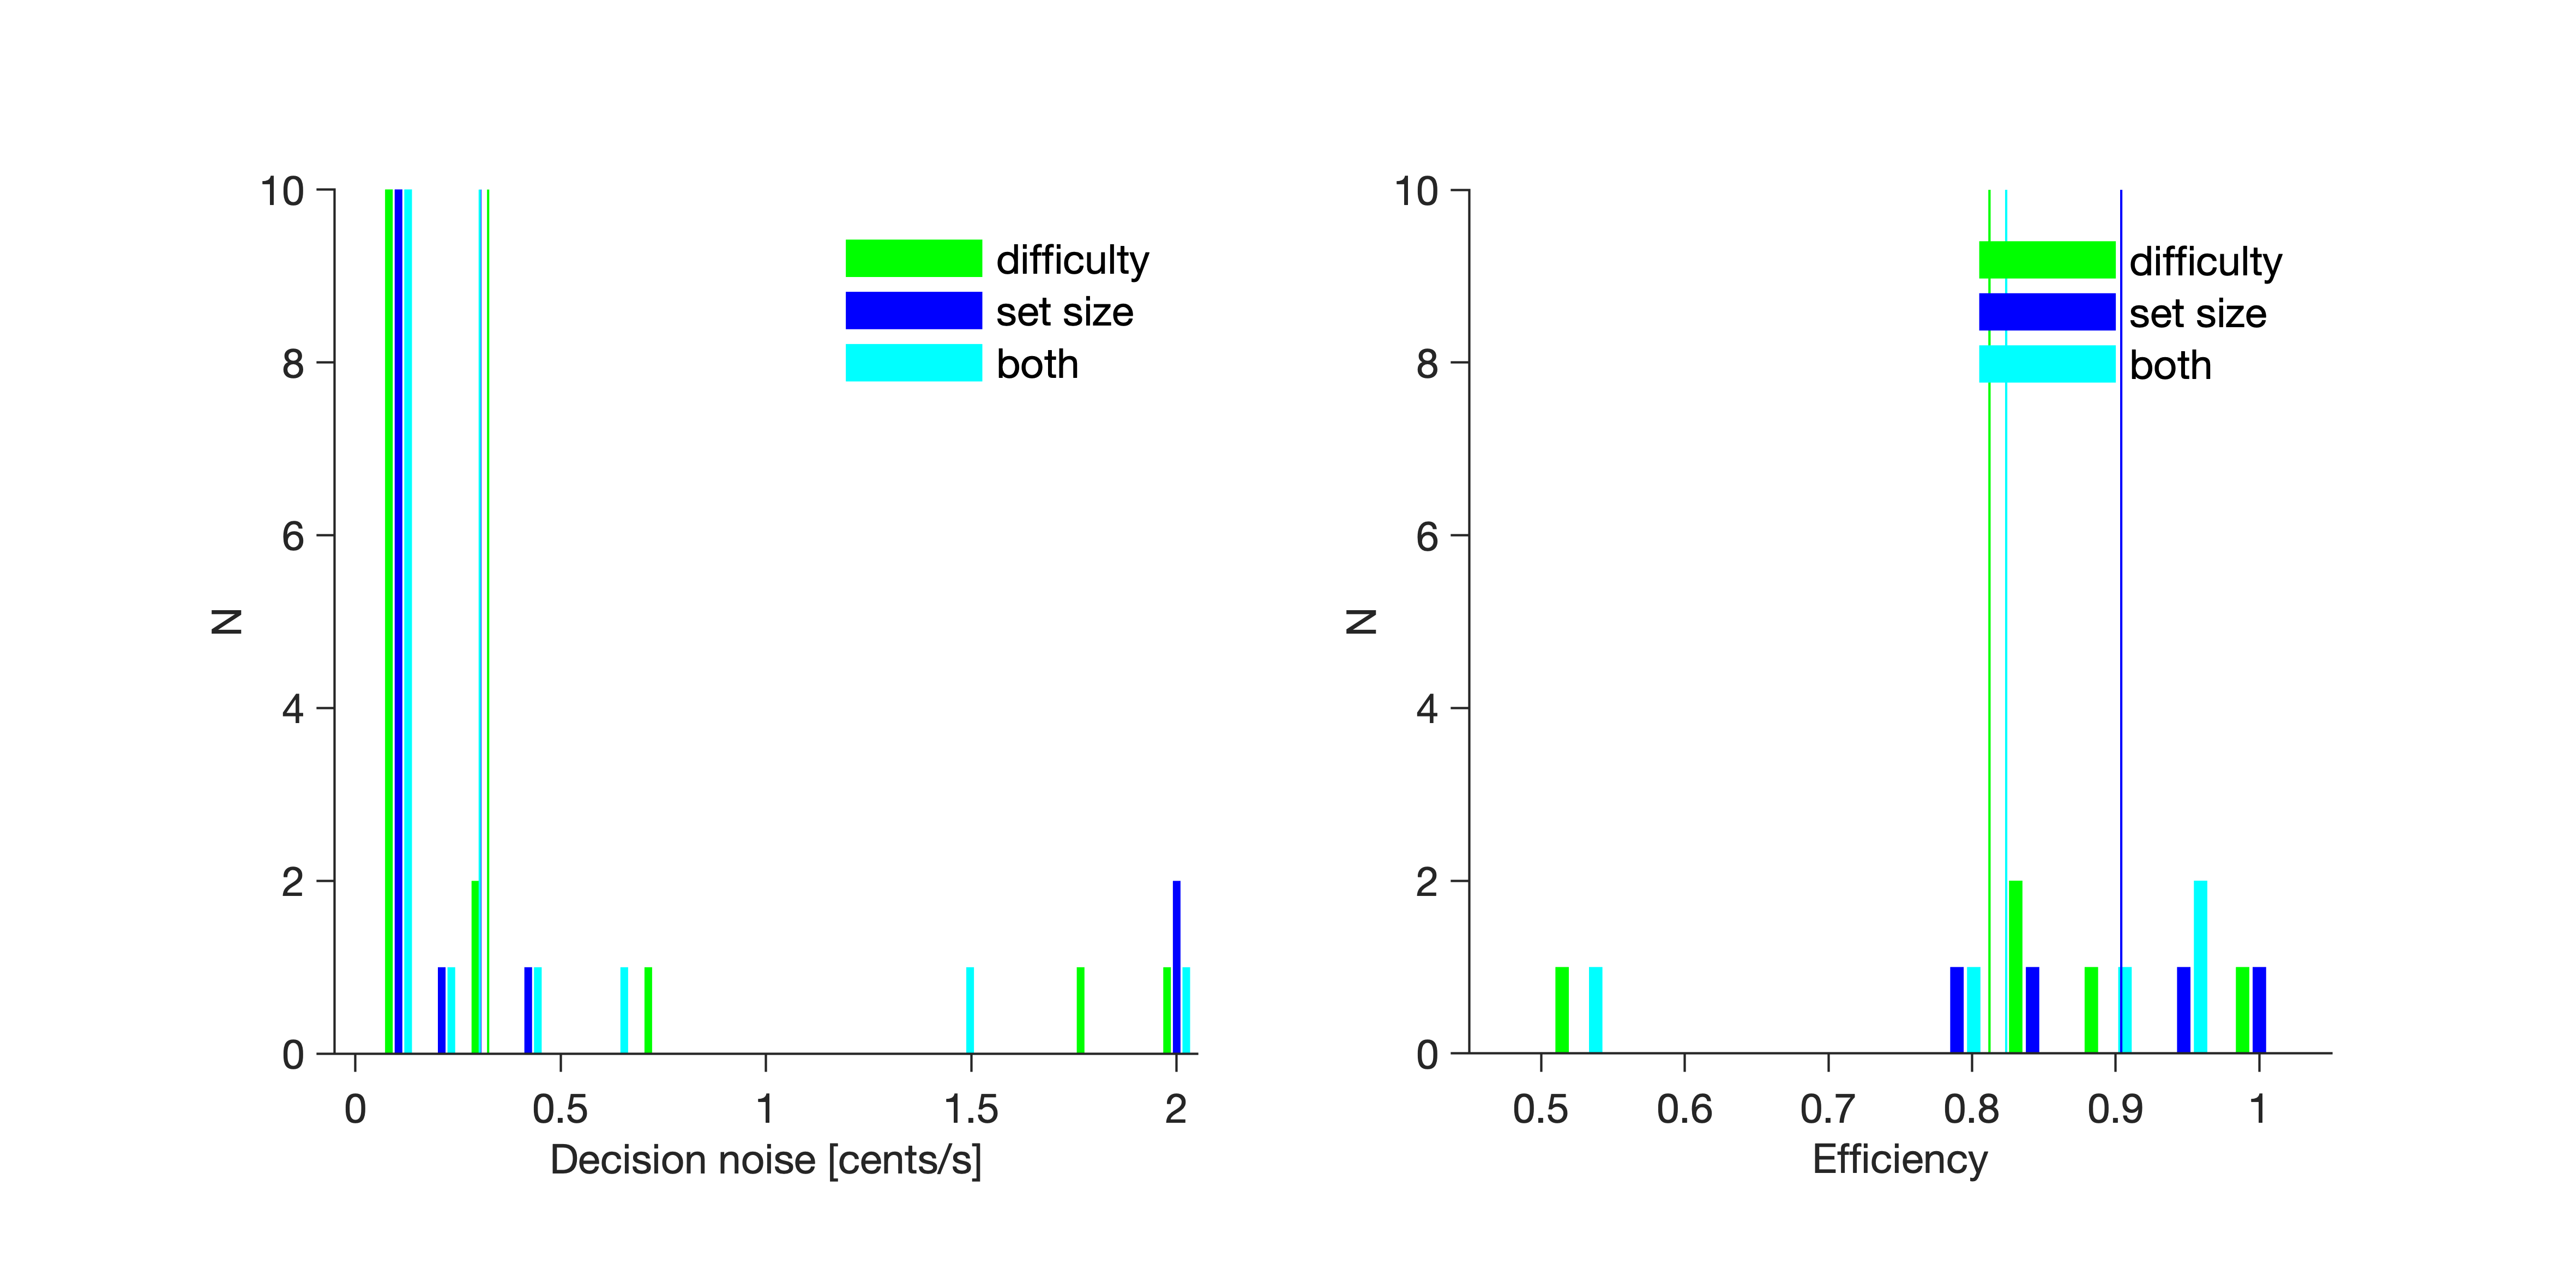 10
8
6
4
2
0
N
difficulty
set size
both
0 0.5 1 1.5 2
Decision noise [cents/s]
10
8
6
4
2
0
N
difficulty
set size
both
0.5 0.6 0.7 0.8 0.9 1
Efficiency